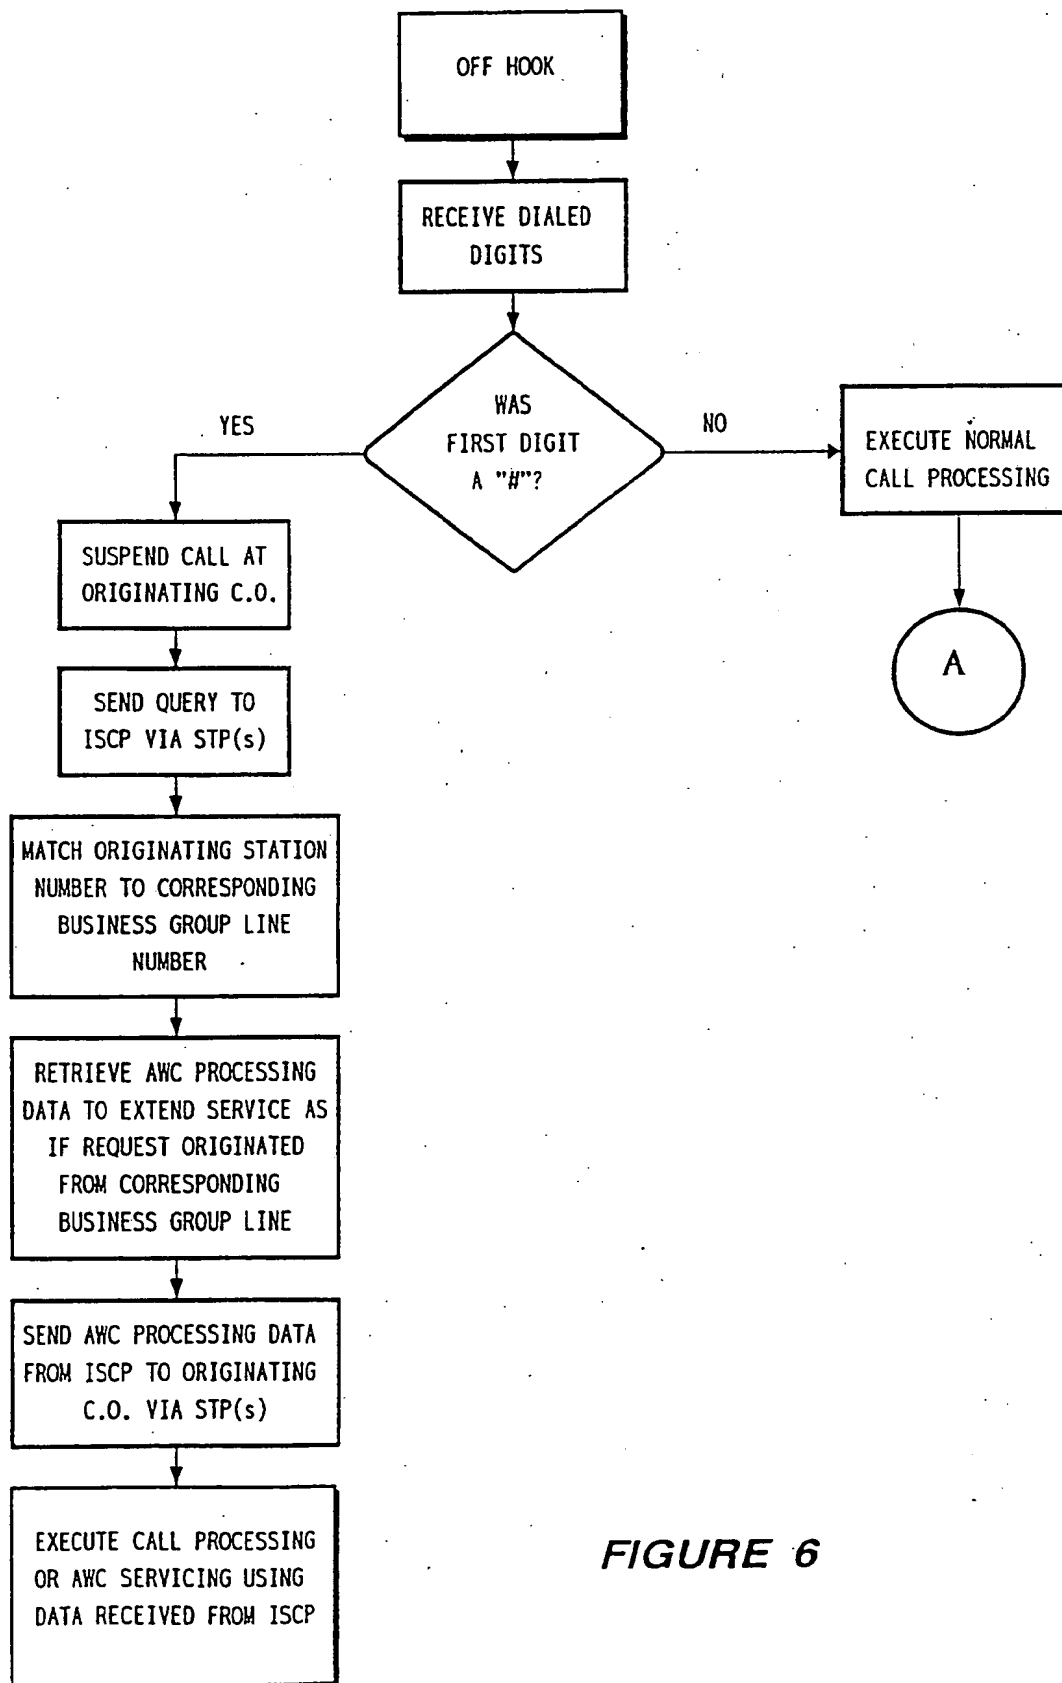 OFF HOOK
RECEIVE DIALED
DIGITS
WAS
FIRST DIGIT
A "#"?
YES
NO
EXECUTE NORMAL
CALL PROCESSING
A
SUSPEND CALL AT
ORIGINATING C.O.
SEND QUERY TO
ISCP VIA STP(s)
MATCH ORIGINATING STATION
NUMBER TO CORRESPONDING
BUSINESS GROUP LINE
NUMBER
RETRIEVE AWC PROCESSING
DATA TO EXTEND SERVICE AS
IF REQUEST ORIGINATED
FROM CORRESPONDING
BUSINESS GROUP LINE
SEND AWC PROCESSING DATA
FROM ISCP TO ORIGINATING
C.O. VIA STP(s)
EXECUTE CALL PROCESSING
OR AWC SERVICING USING
DATA RECEIVED FROM ISCP
FIGURE 6